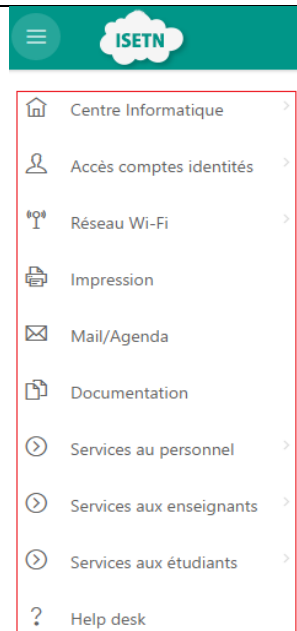 ISETN
Centre Informatique
Accès comptes identités
Réseau Wi-Fi
Impression
Mail/Agenda
Documentation
Services au personnel
Services aux enseignants
Services aux étudiants
? Help desk